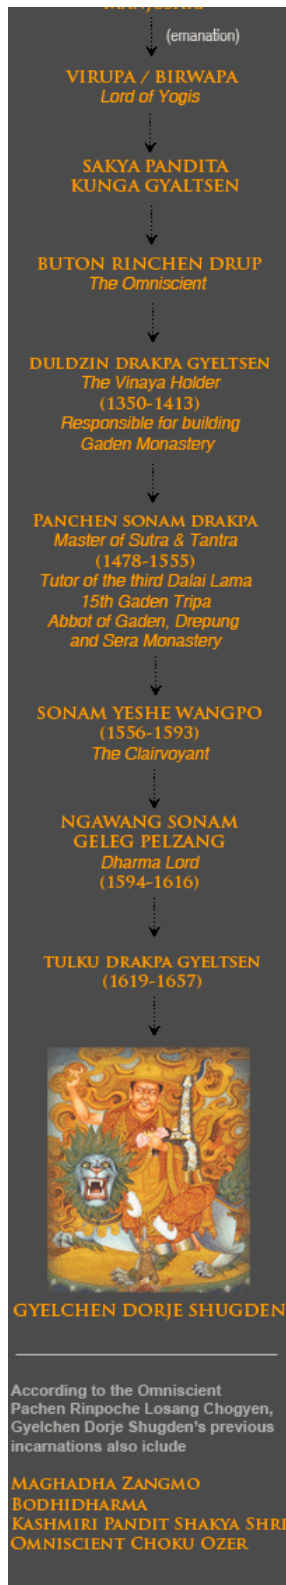 (emanation)
VIRUPA / BIRWAPA
Lord of Yogis
SAKYA PANDITA
KUNGA GYALTSEN
BUTON RINCHEN DRUP
The Omniscient
DULDZIN DRAKPA GYELTSEN
The Vinaya Holder
(1350-1413)
Responsible for building
Gaden Monastery
PANCHEN SONAM DRAKPA
Master of Sutra & Tantra
(1478-1555)
Tutor of the third Dalai Lama
15th Gaden Tripa
Abbot of Gaden, Drepung
and Sera Monastery
SONAM YESHE WANGPO
(1556-1593)
The Clairvoyant
NGAWANG SONAM
GELEG PELZANG
Dharma Lord
(1594-1616)
TULKU DRAKPA GYELTSEN
(1619-1657)
GYELCHEN DORJE SHUGDEN
According to the Omniscient
Pachen Rinpoche Losang Chogyen,
Gyelchen Dorje Shugden's previous
incarnations also iclude
MAGHADHA ZANGMO
BODHIDHARMA
KASHMIRI PANDIT SHAKYA SHRI
OMNISCIENT CHOKU OZER